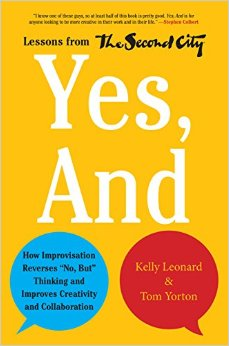 "I know one of these guys, so at least half of this book is pretty good. Yes, And is for
anyone looking to be more creative in their work and in their life." —Stephen Colbert
Lessons from The Second City
Yes,
And
How Improvisation
Reverses "No, But"
Thinking and
Improves Creativity
and Collaboration
Kelly Leonard
&
Tom Yorton